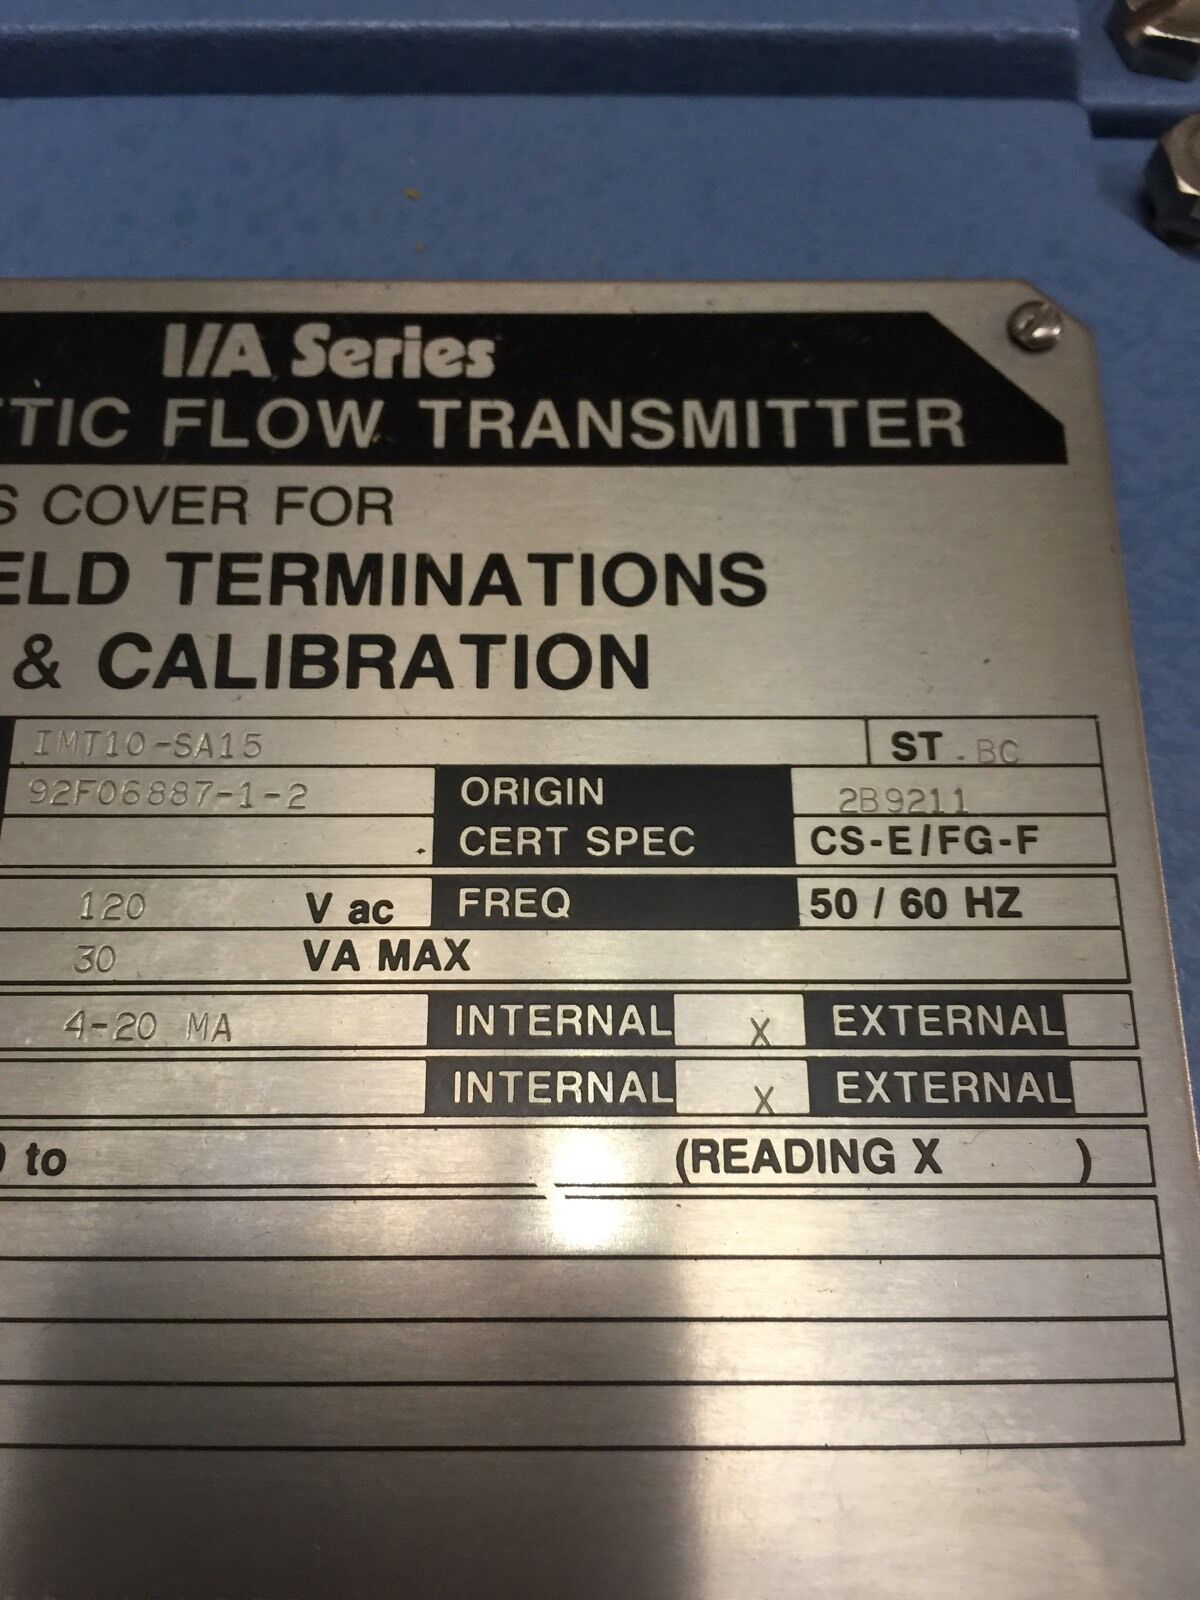 I/A Series
TIC FLOW TRANSMITTER
S COVER FOR
ELD TERMINATIONS
& CALIBRATION
IMT10-SA15 ST.BC
92F06887-1-2 ORIGIN 2B9211
CERT SPEC CS-E/FG-F
120 V ac FREQ 50 / 60 HZ
30 VA MAX
4-20 MA INTERNAL X EXTERNAL
INTERNAL X EXTERNAL
) to (READING X )